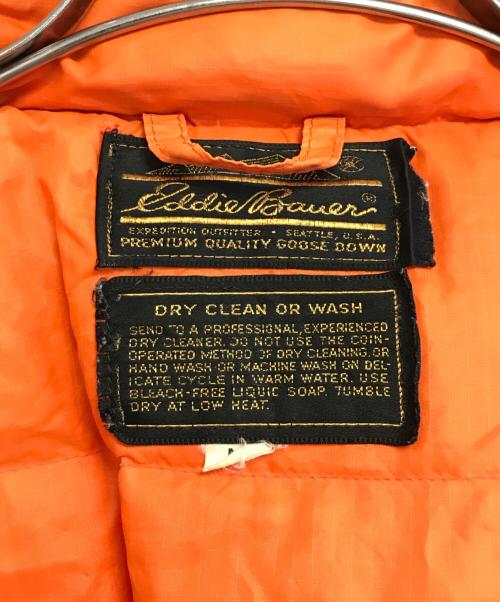 Eddie Bauer
EXPEDITION OUTFITTER • SEATTLE, U.S.A.
PREMIUM QUALITY GOOSE DOWN
DRY CLEAN OR WASH
SEND TO A PROFESSIONAL, EXPERIENCED
DRY CLEANER. DO NOT USE THE COIN-
OPERATED METHOD OF DRY CLEANING. OR
HAND WASH OR MACHINE WASH ON DEL-
ICATE CYCLE IN WARM WATER. USE
BLEACH-FREE LIQUID SOAP. TUMBLE
DRY AT LOW HEAT.